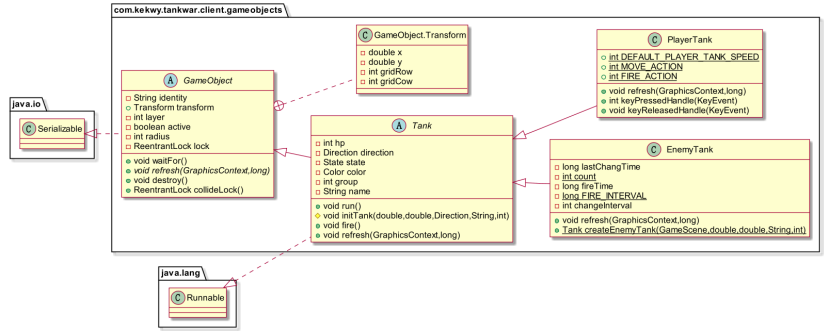 com.kekwy.tankwar.client.gameobjects
C GameObject.Transform
double x
double y
int gridRow
int gridCow
C PlayerTank
int DEFAULT_PLAYER_TANK_SPEED
int MOVE_ACTION
int FIRE_ACTION
void refresh(GraphicsContext,long)
int keyPressedHandle(KeyEvent)
void keyReleasedHandle(KeyEvent)
A GameObject
String identity
Transform transform
int layer
boolean active
int radius
ReentrantLock lock
void waitFor()
void refresh(GraphicsContext,long)
void destroy()
ReentrantLock collideLock()
java.io
C Serializable
A Tank
int hp
Direction direction
State state
Color color
int group
String name
void run()
void initTank(double,double,Direction,String,int)
void fire()
void refresh(GraphicsContext,long)
C EnemyTank
long lastChangTime
int count
long fireTime
long FIRE_INTERVAL
int changeInterval
void refresh(GraphicsContext,long)
Tank createEnemyTank(GameScene,double,double,String,int)
java.lang
C Runnable